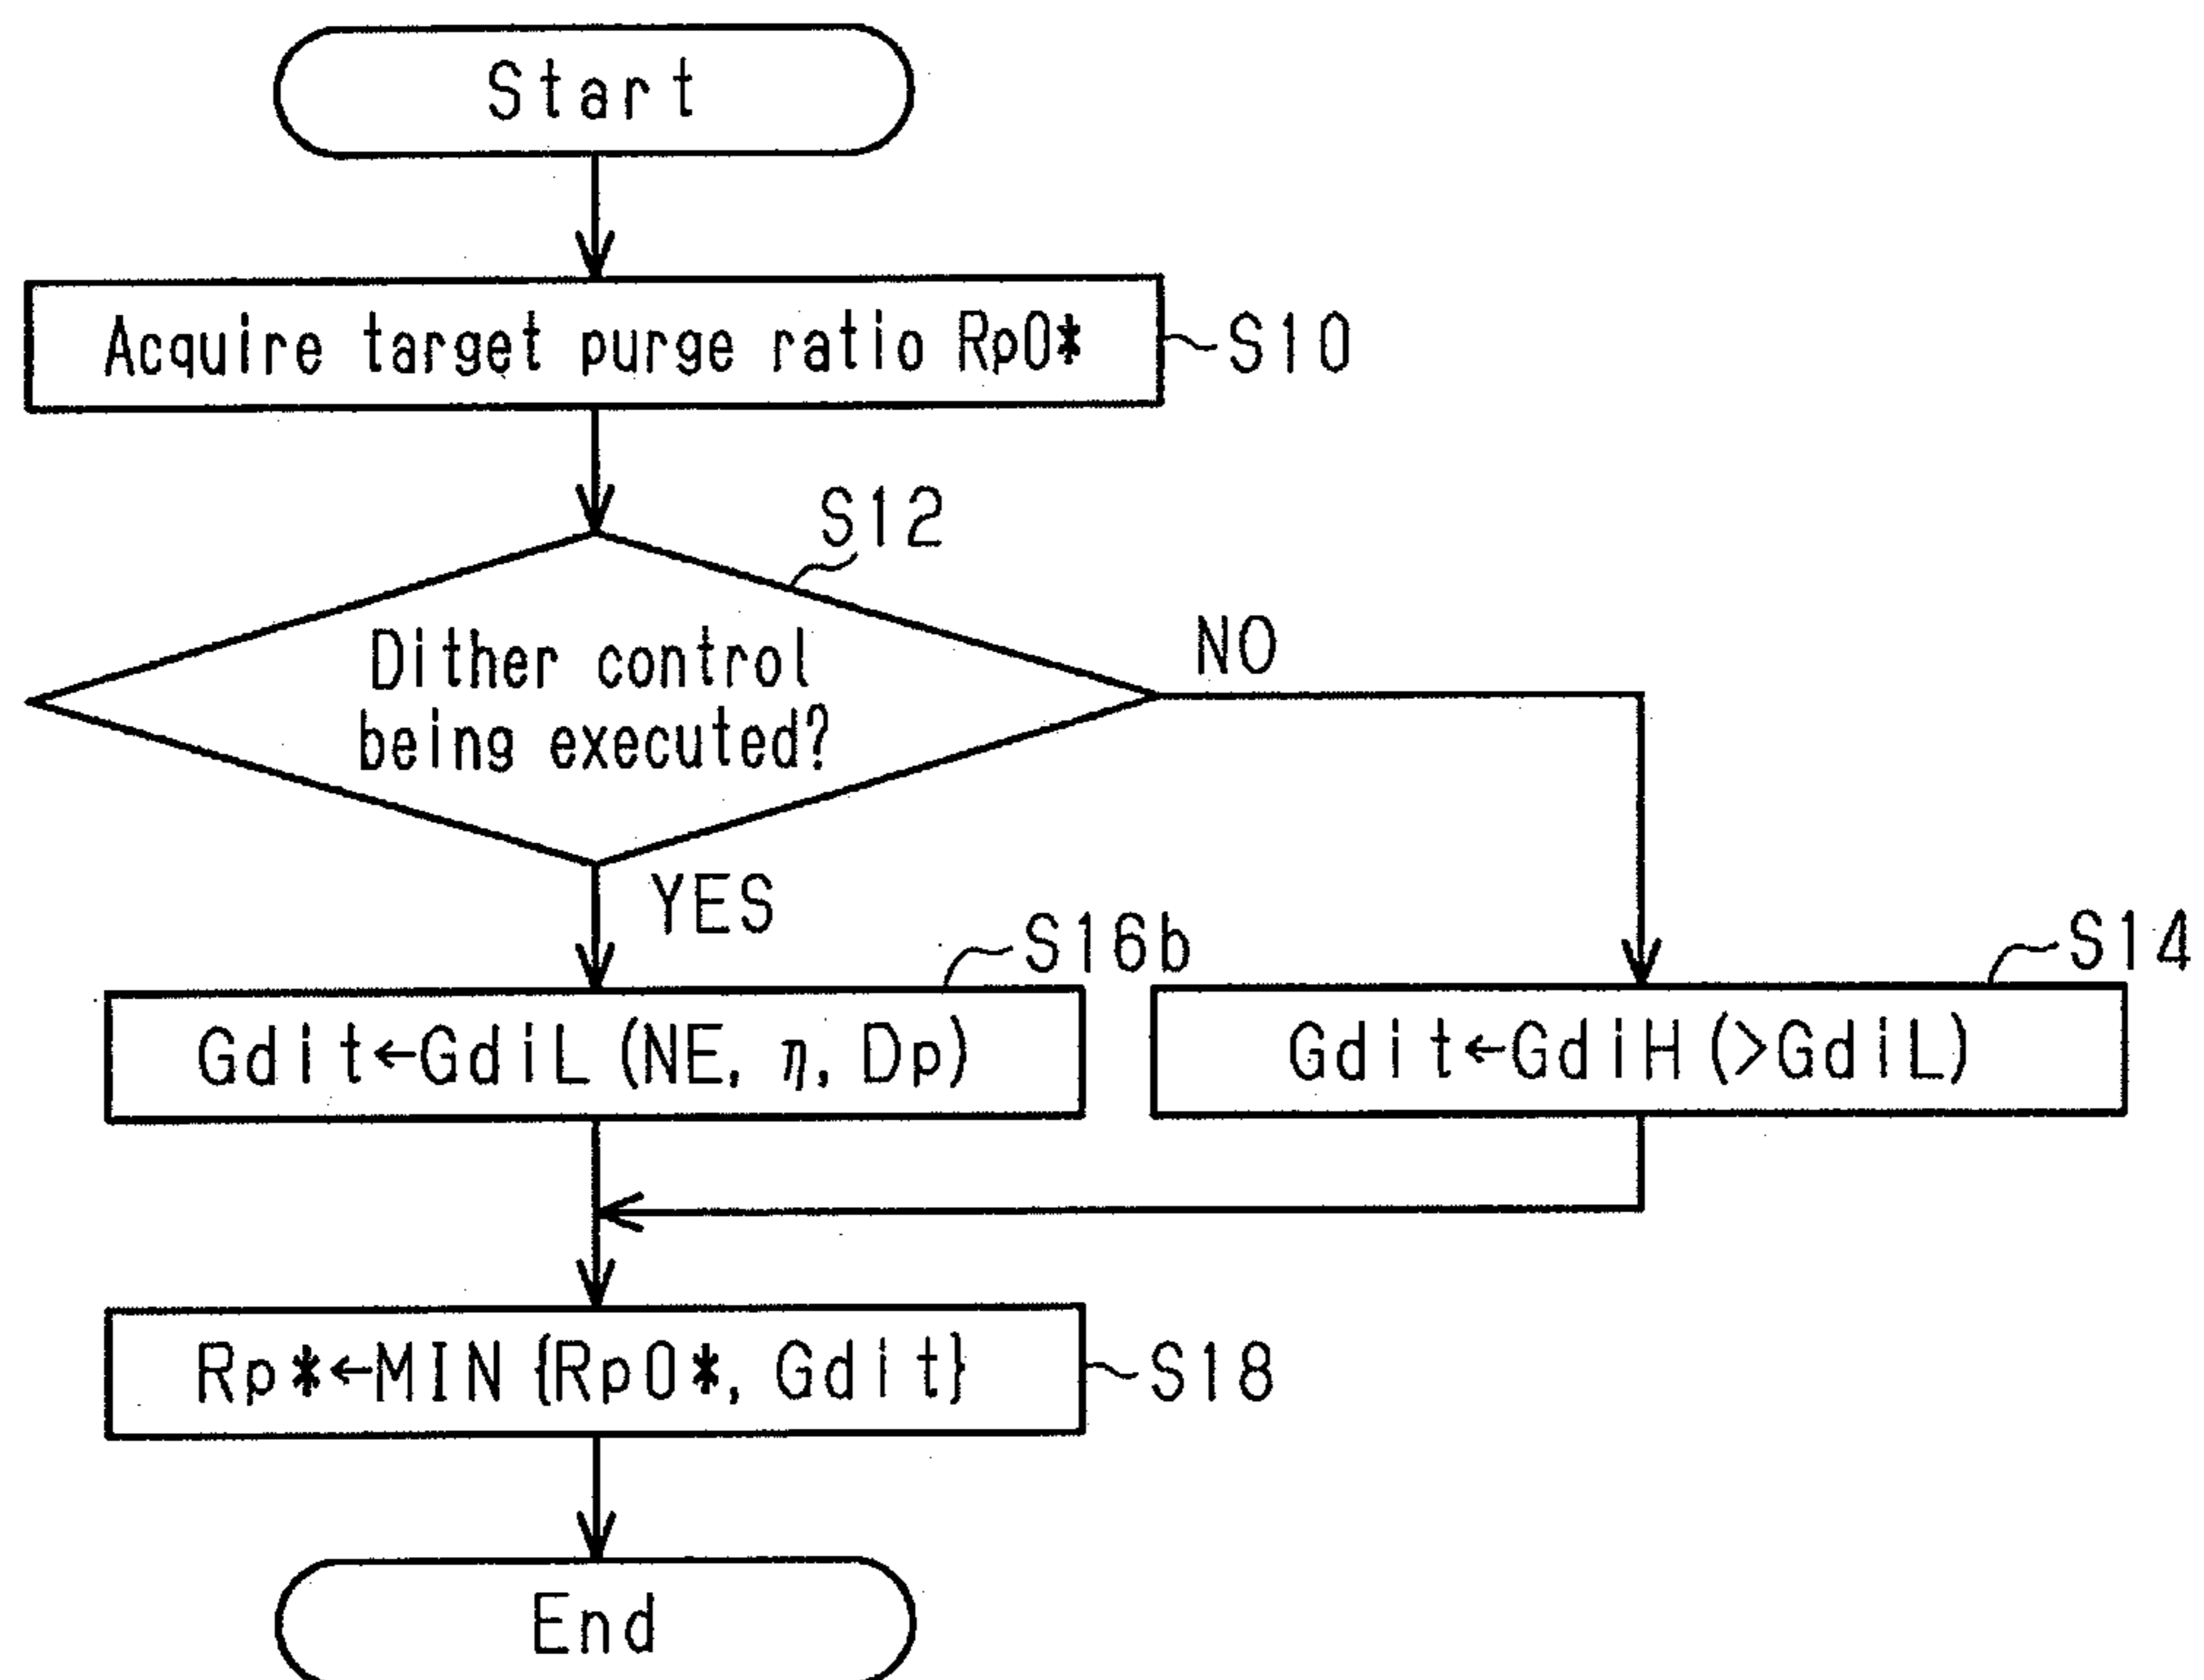 Start
Acquire target purge ratio Rp0*
S10
S12
Dither control
being executed?
NO
YES
S16b
S14
Gdit←GdiL (NE, η, Dp)
Gdit←GdiH (>GdiL)
Rp*←MIN {Rp0*, Gdit}
S18
End